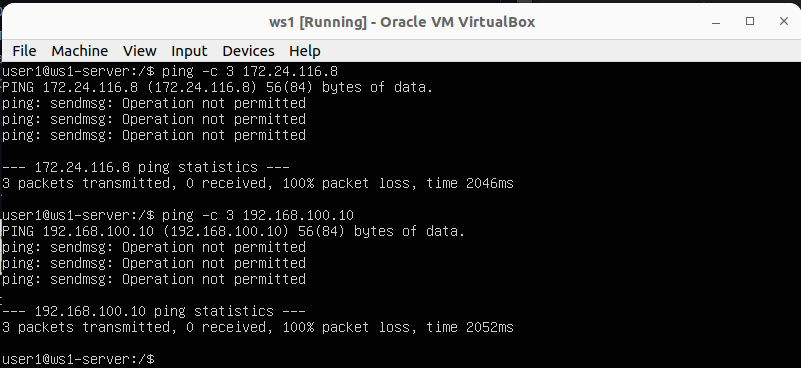 ws1 [Running] - Oracle VM VirtualBox
File Machine View Input Devices Help
user1@ws1-server:/$ ping -c 3 172.24.116.8
PING 172.24.116.8 (172.24.116.8) 56(84) bytes of data.
ping: sendmsg: Operation not permitted
ping: sendmsg: Operation not permitted
ping: sendmsg: Operation not permitted
--- 172.24.116.8 ping statistics ---
3 packets transmitted, 0 received, 100% packet loss, time 2046ms
user1@ws1-server:/$ ping -c 3 192.168.100.10
PING 192.168.100.10 (192.168.100.10) 56(84) bytes of data.
ping: sendmsg: Operation not permitted
ping: sendmsg: Operation not permitted
ping: sendmsg: Operation not permitted
--- 192.168.100.10 ping statistics ---
3 packets transmitted, 0 received, 100% packet loss, time 2052ms
user1@ws1-server:/$